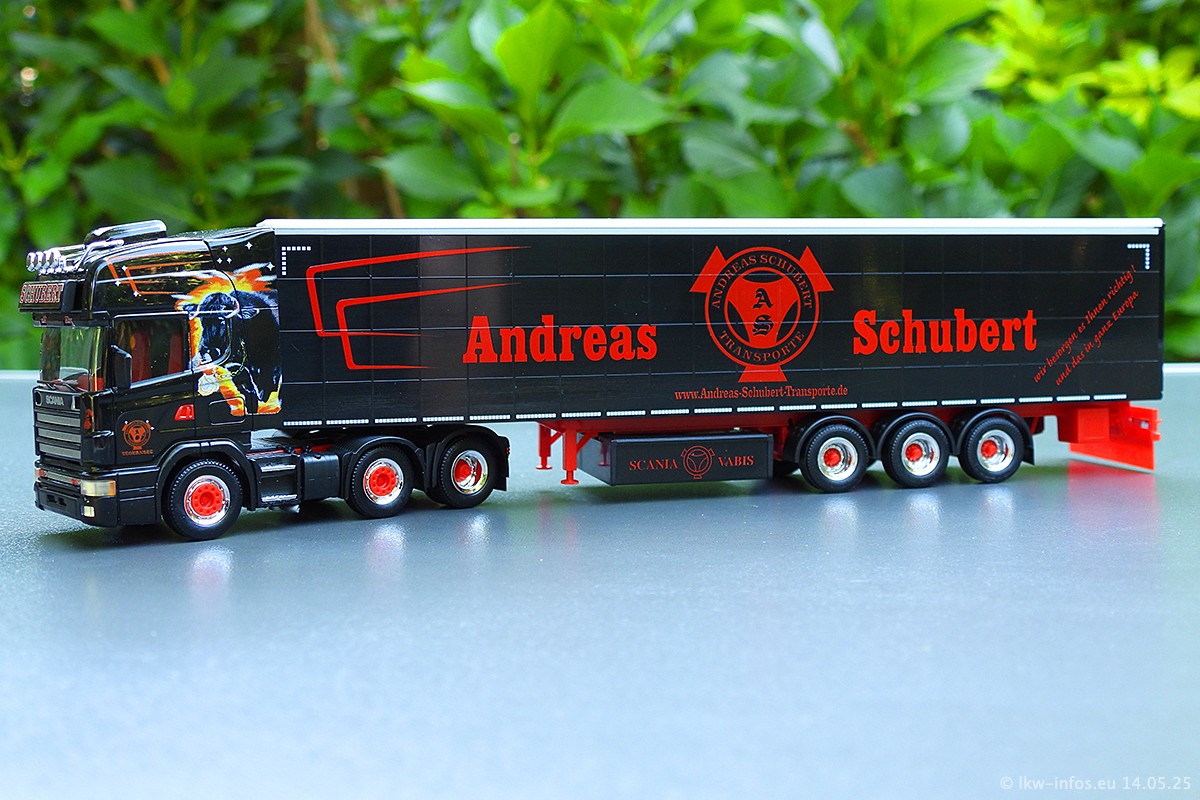 SCHUBERT
SCANIA
Andreas Schubert
ANDREAS SCHUBERT
A
S
TRANSPORTE
www.Andreas-Schubert-Transporte.de
wir besorgen es Ihnen richtig!
und das in ganz Europa
SCANIA VABIS
© lkw-infos.eu 14.05.25